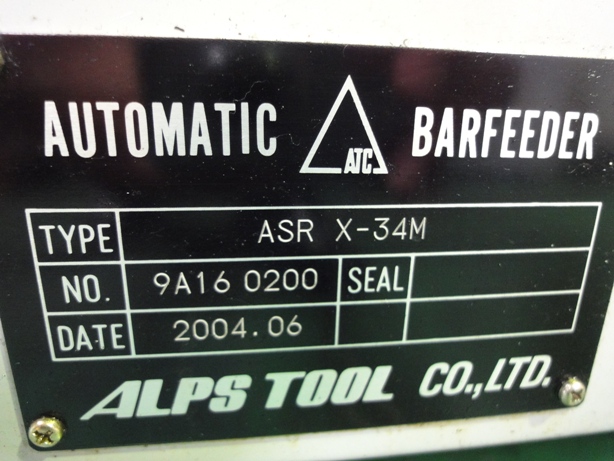 AUTOMATIC ATC BARFEEDER
TYPE ASR X-34M
NO. 9A16 0200 SEAL
DATE 2004.06
ALPS TOOL CO.,LTD.